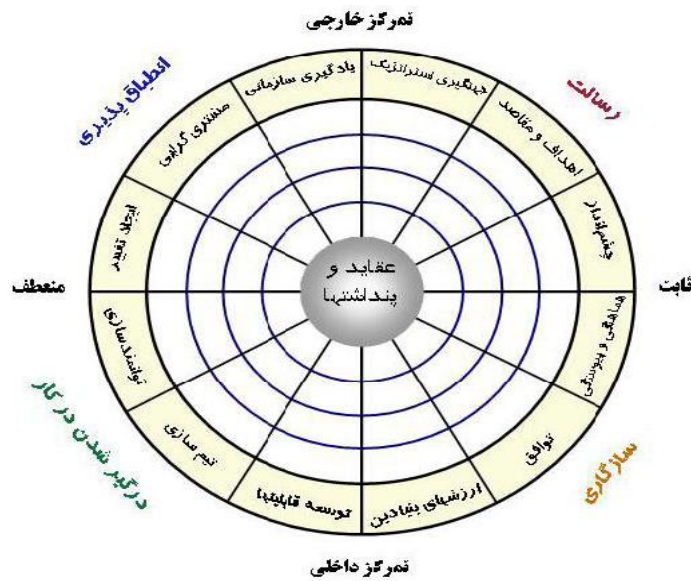 تمرکز خارجی
انطباق پذیری
رسالت
یادگیری سازمانی
جهتگیری استراتژیک
مشتری گرایی
اهداف و مقاصد
ایجاد تغییر
چشم‌انداز
عقاید و
پنداشتها
منعطف
ثابت
توانمندسازی
هماهنگی و پیوستگی
تیم سازی
توافق
توسعه قابلیتها
ارزشهای بنیادین
درگیر شدن در کار
سازگاری
تمرکز داخلی